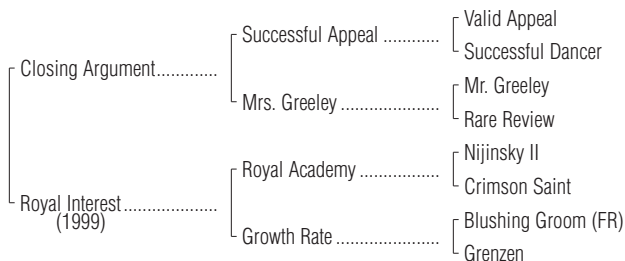 Valid Appeal
Successful Appeal ............
Successful Dancer
Closing Argument.............
Mr. Greeley
Mrs. Greeley ....................
Rare Review
Nijinsky II
Royal Academy ................
Crimson Saint
Royal Interest...................
(1999)
Blushing Groom (FR)
Growth Rate .....................
Grenzen